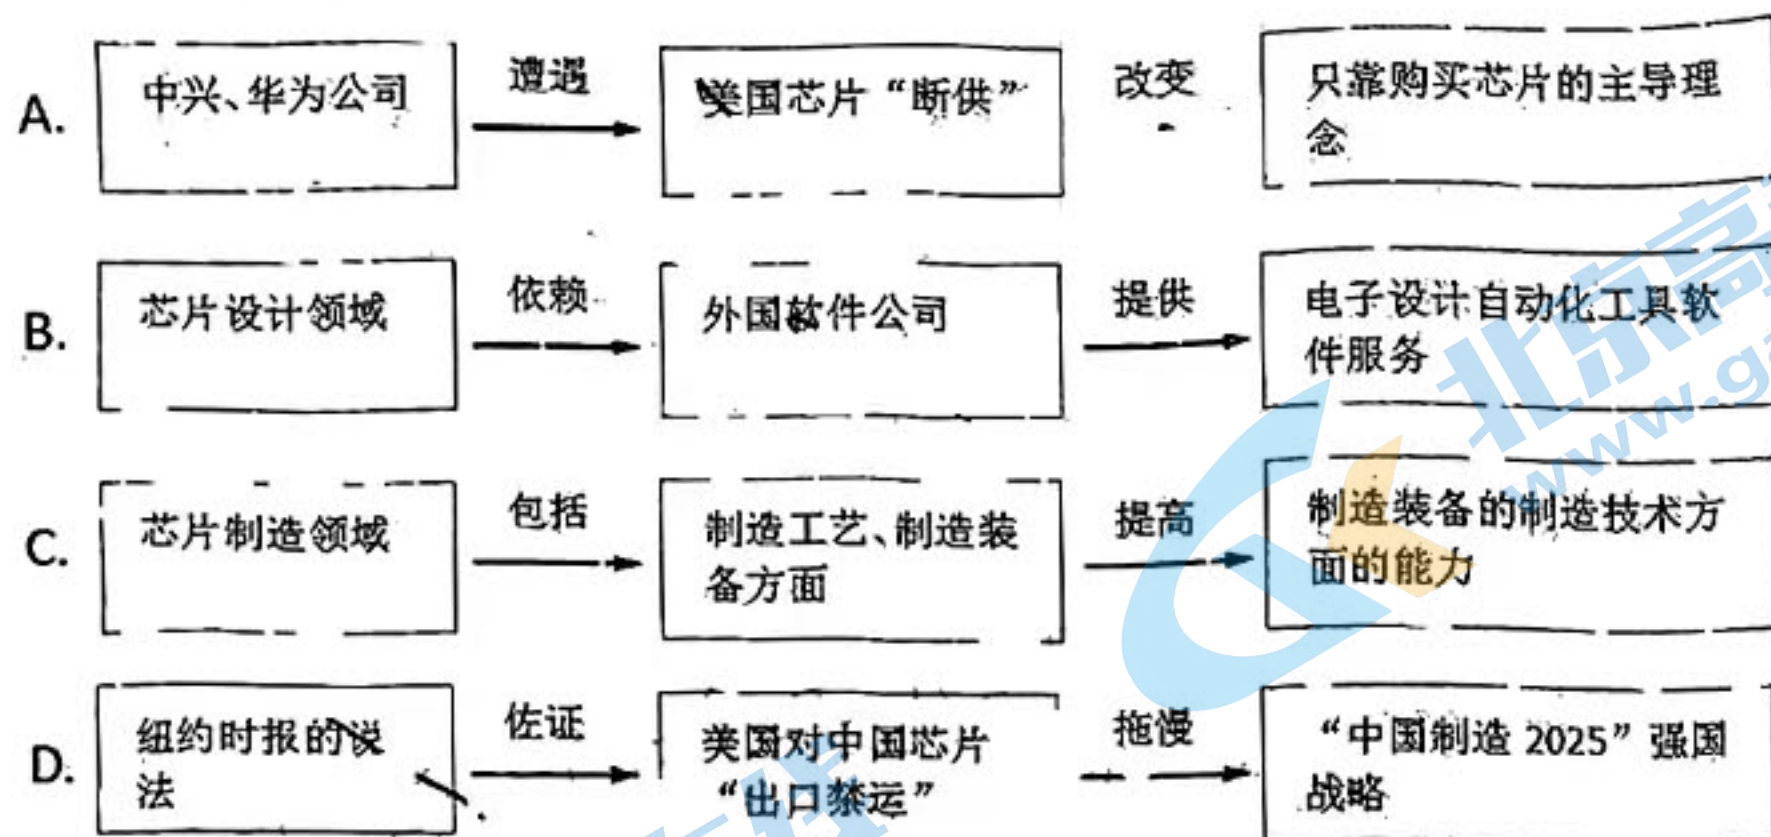 A.
中兴、华为公司
遭遇
美国芯片“断供”
改变
只靠购买芯片的主导理
念
B.
芯片设计领域
依赖
外国软件公司
提供
电子设计自动化工具软
件服务
C.
芯片制造领域
包括
制造工艺、制造装
备方面
提高
制造装备的制造技术方
面的能力
D.
纽约时报的说
法
佐证
美国对中国芯片
“出口禁运”
拖慢
“中国制造 2025”强国
战略
北京高
www.g
在线